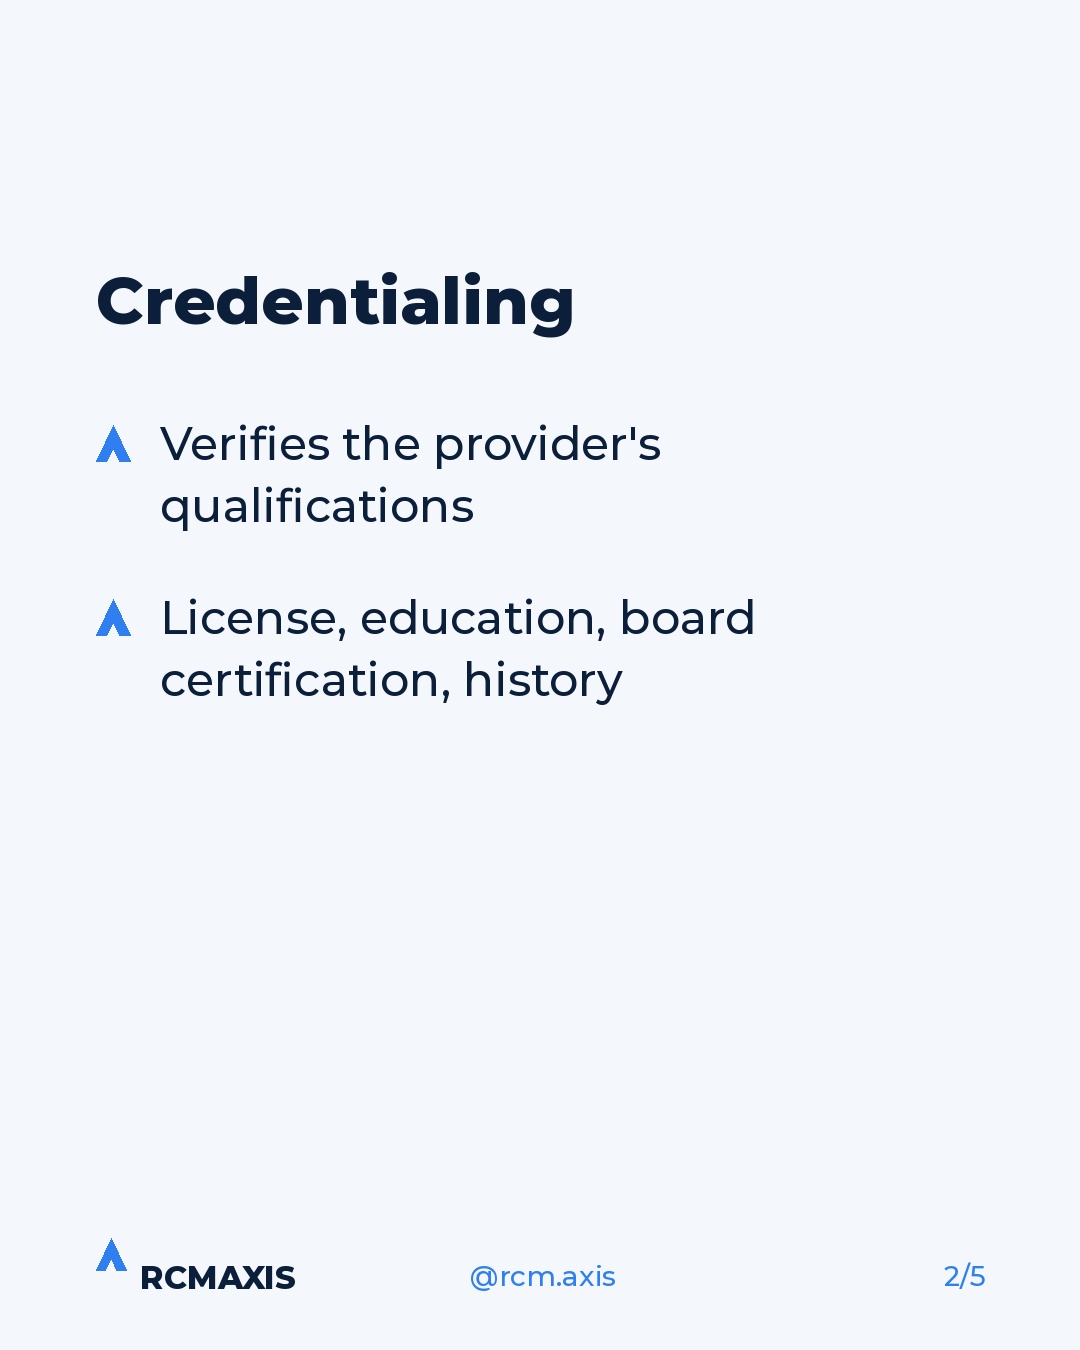 Credentialing
Verifies the provider's
qualifications
License, education, board
certification, history
RCMAXIS
@rcm.axis
2/5